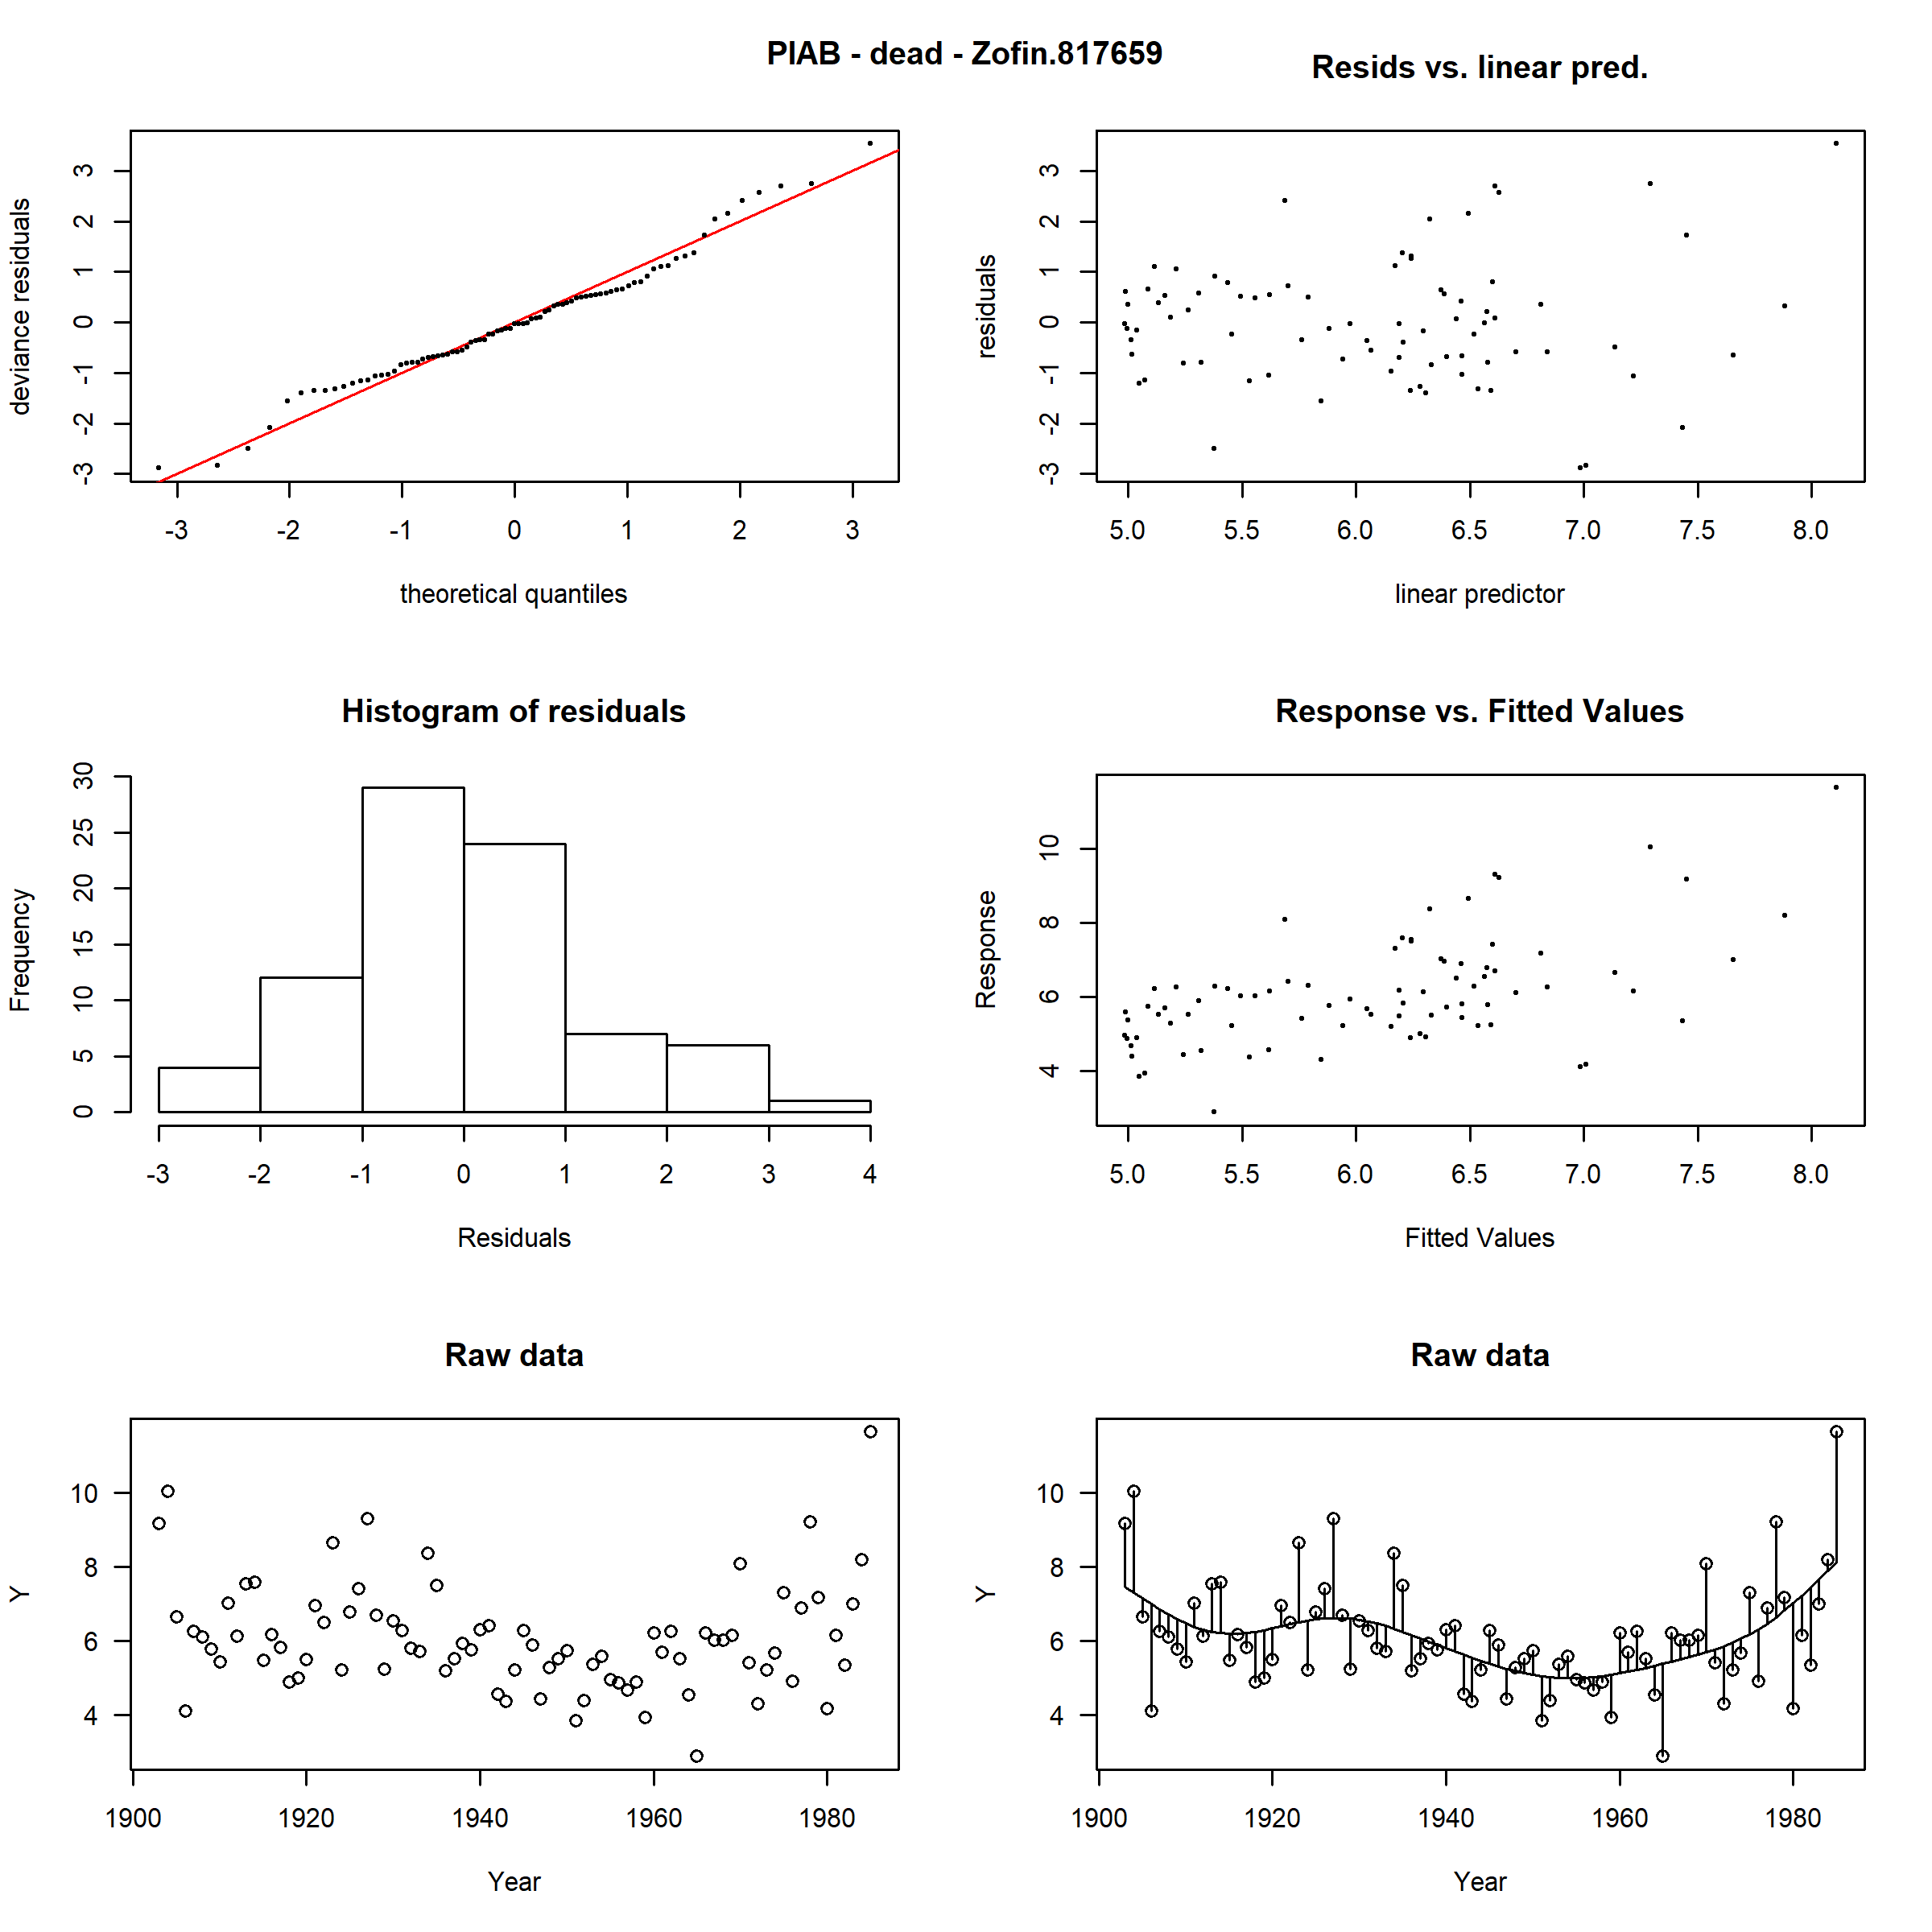 PIAB - dead - Zofin.817659
Resids vs. linear pred.
deviance residuals
-3 -2 -1 0 1 2 3
-3 -2 -1 0 1 2 3
theoretical quantiles
residuals
-3 -2 -1 0 1 2 3
5.0 5.5 6.0 6.5 7.0 7.5 8.0
linear predictor
Histogram of residuals
Frequency
0 5 10 15 20 25 30
-3 -2 -1 0 1 2 3 4
Residuals
Response vs. Fitted Values
Response
4 6 8 10
5.0 5.5 6.0 6.5 7.0 7.5 8.0
Fitted Values
Raw data
Y
10
8
6
4
1900 1920 1940 1960 1980
Year
Raw data
Y
10
8
6
4
1900 1920 1940 1960 1980
Year